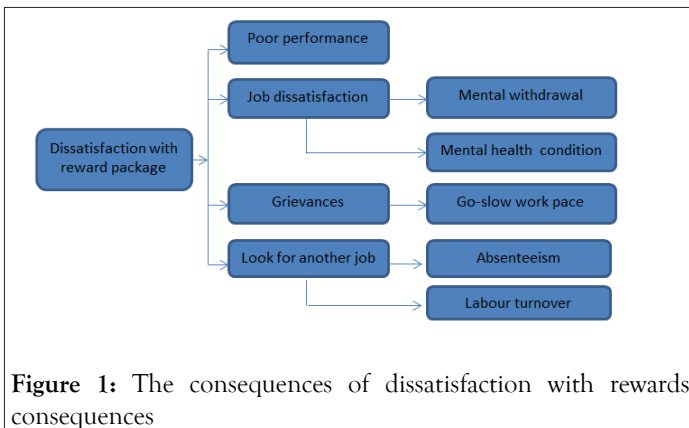 Poor performance
Job dissatisfaction
Mental withdrawal
Dissatisfaction with
reward package
Mental health condition
Grievances
Go-slow work pace
Look for another job
Absenteeism
Labour turnover
Figure 1: The consequences of dissatisfaction with rewards
consequences